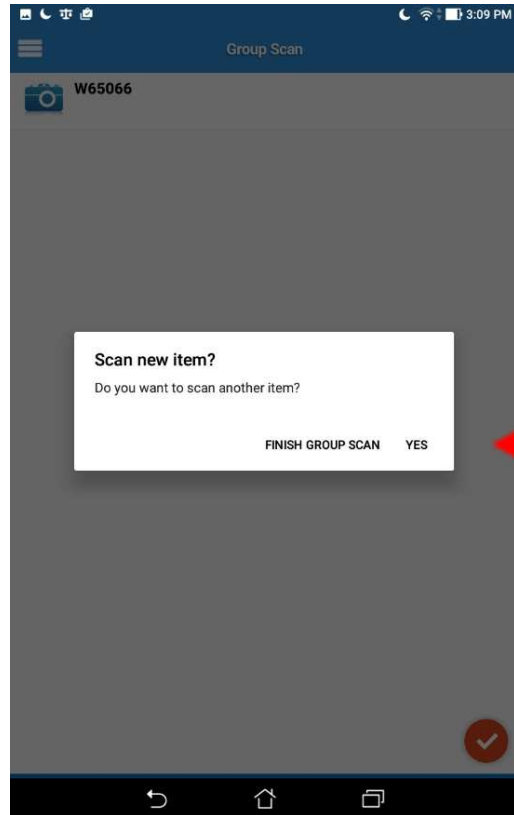 3:09 PM
Group Scan
W65066
Scan new item?
Do you want to scan another item?
FINISH GROUP SCAN YES